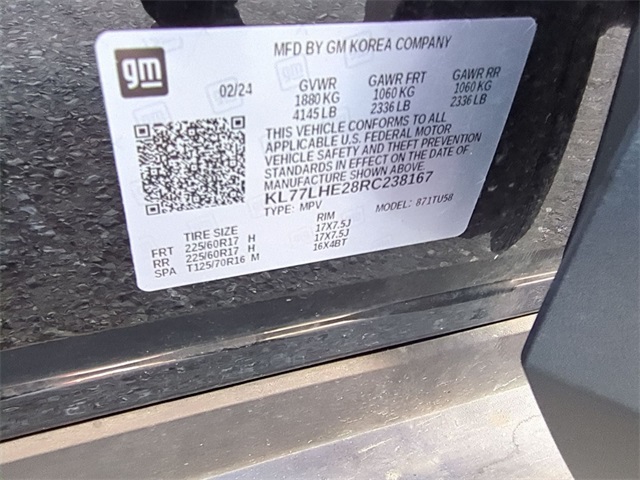 gm
MFD BY GM KOREA COMPANY
02/24 GVWR GAWR FRT GAWR RR
1880 KG 1060 KG 1060 KG
4145 LB 2336 LB 2336 LB
THIS VEHICLE CONFORMS TO ALL
APPLICABLE U.S. FEDERAL MOTOR
VEHICLE SAFETY AND THEFT PREVENTION
STANDARDS IN EFFECT ON THE DATE OF
MANUFACTURE SHOWN ABOVE
KL77LHE28RC238167
TYPE: MPV MODEL: 871TU58
TIRE SIZE RIM
FRT 225/60R17 H 17X7.5J
RR 225/60R17 H 17X7.5J
SPA T125/70R16 M 16X4BT